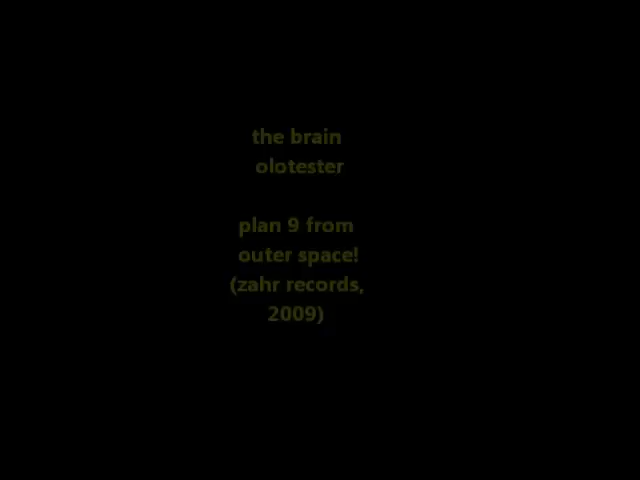 the brain
olotester
plan 9 from
outer space!
(zahr records,
2009)